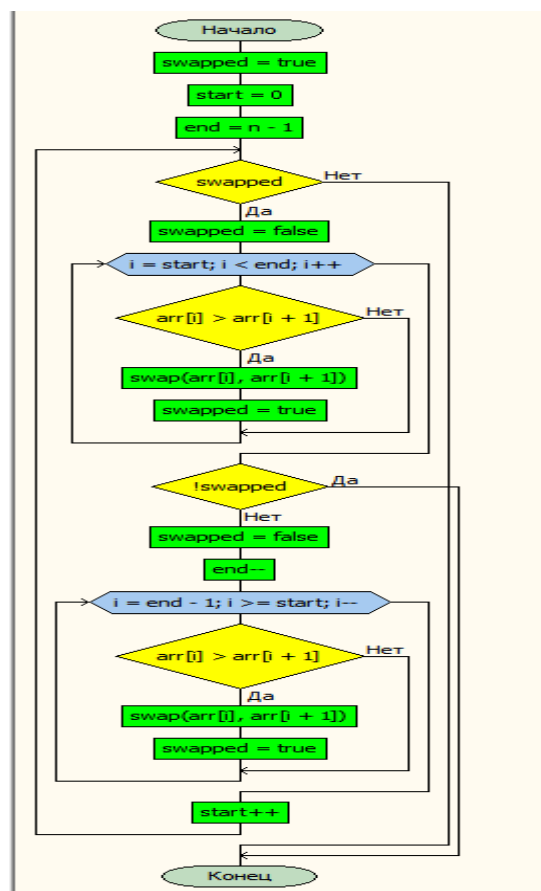 Начало
swapped = true
start = 0
end = n - 1
swapped
Нет
Да
swapped = false
i = start; i < end; i++
arr[i] > arr[i + 1]
Нет
Да
swap(arr[i], arr[i + 1])
swapped = true
!swapped
Да
Нет
swapped = false
end--
i = end - 1; i >= start; i--
arr[i] > arr[i + 1]
Нет
Да
swap(arr[i], arr[i + 1])
swapped = true
start++
Конец